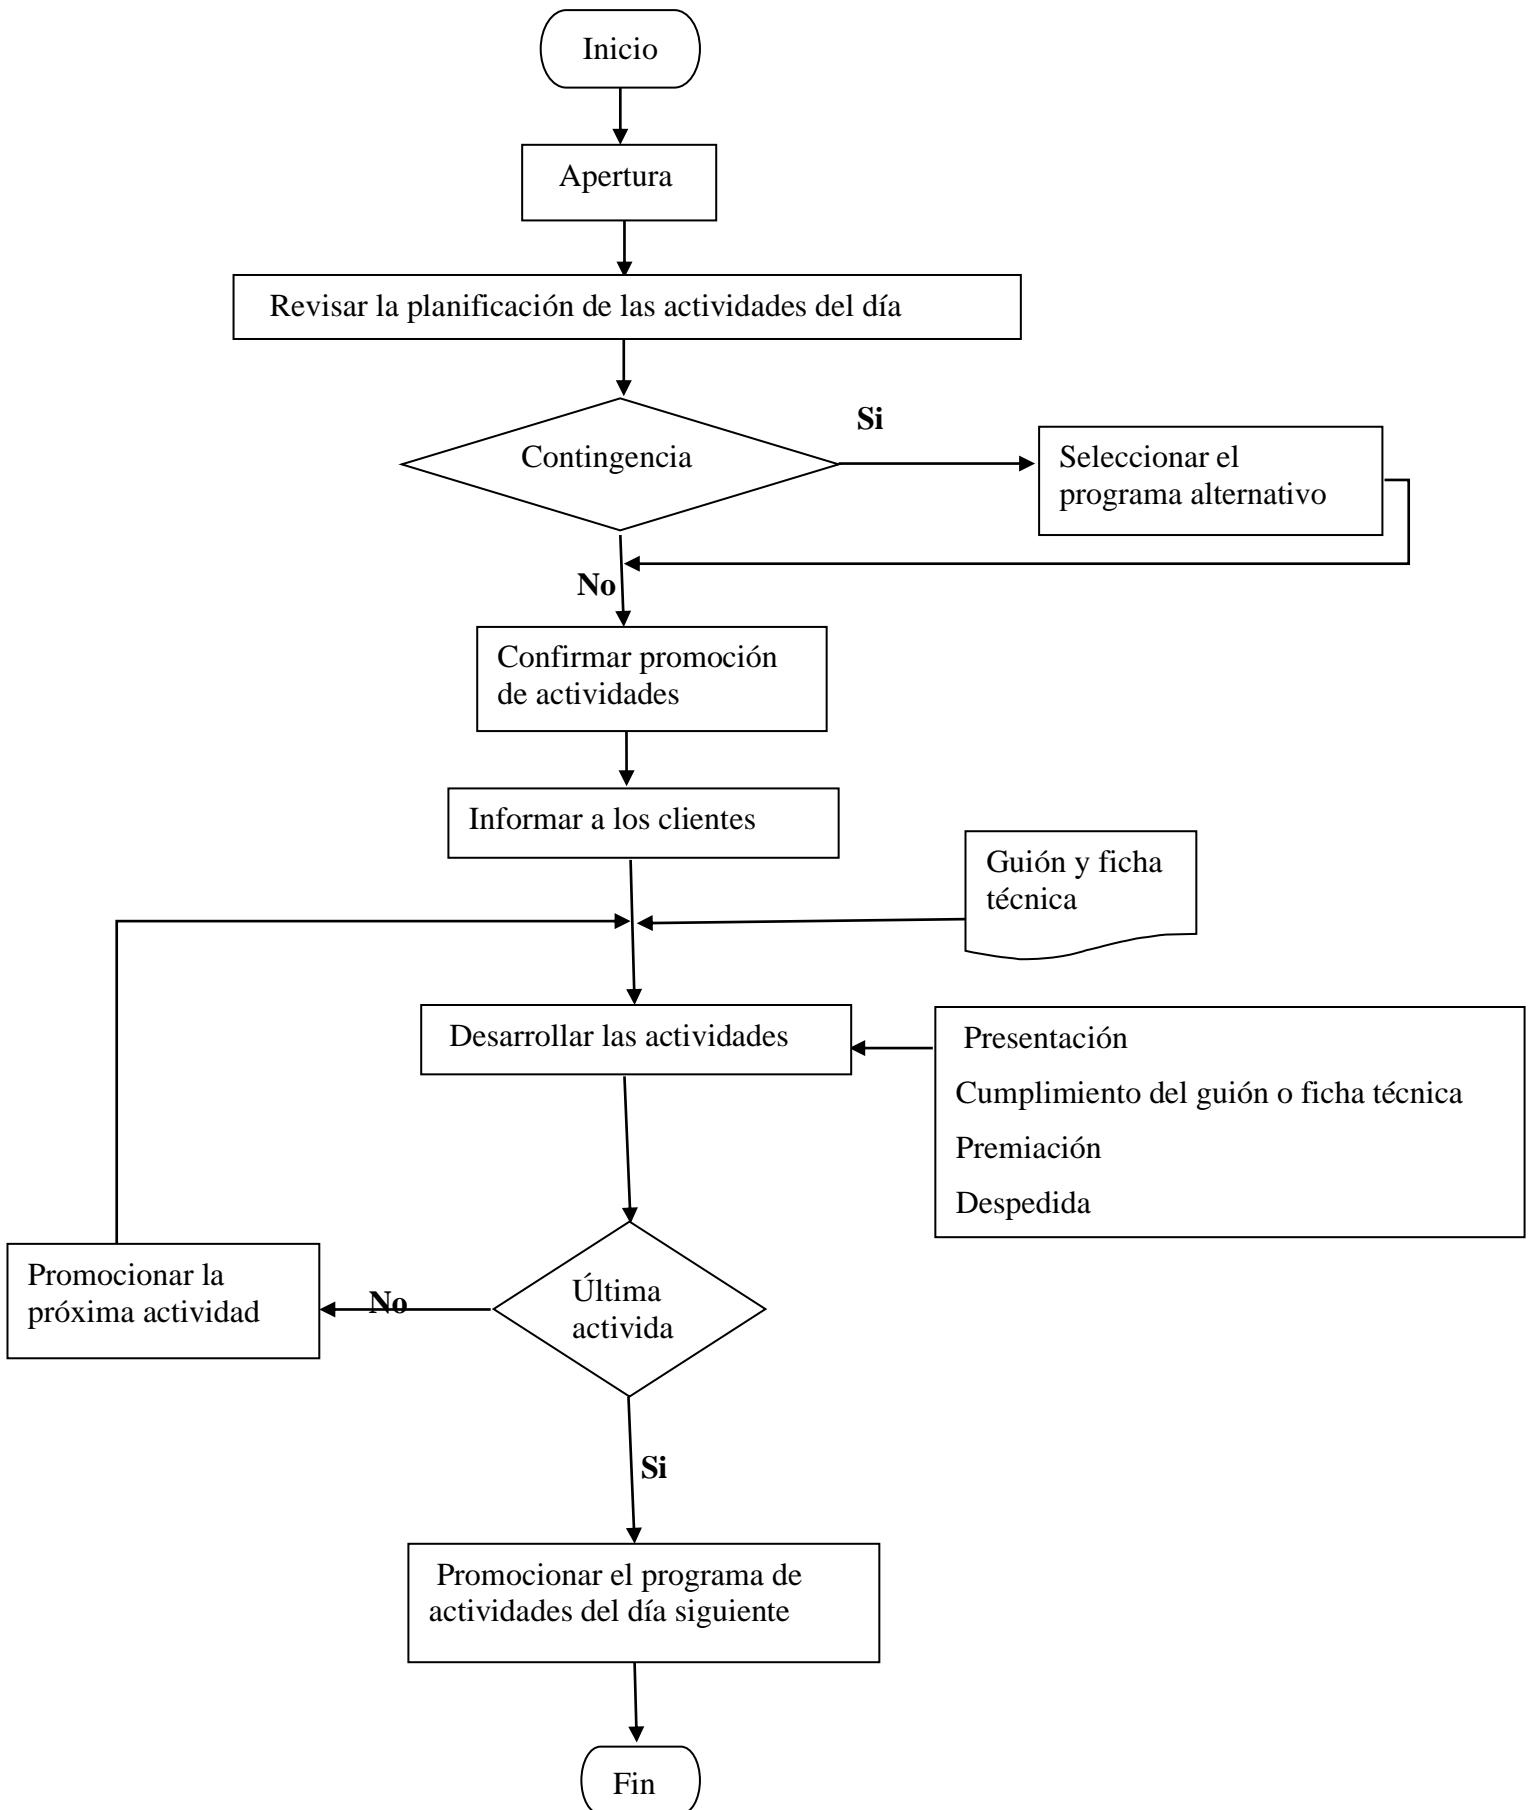 Inicio
Apertura
Revisar la planificación de las actividades del día
Si
Contingencia
Seleccionar el
programa alternativo
No
Confirmar promoción
de actividades
Informar a los clientes
Guión y ficha
técnica
Desarrollar las actividades
Presentación
Cumplimiento del guión o ficha técnica
Premiación
Despedida
Promocionar la
próxima actividad
No
Última
activida
Si
Promocionar el programa de
actividades del día siguiente
Fin